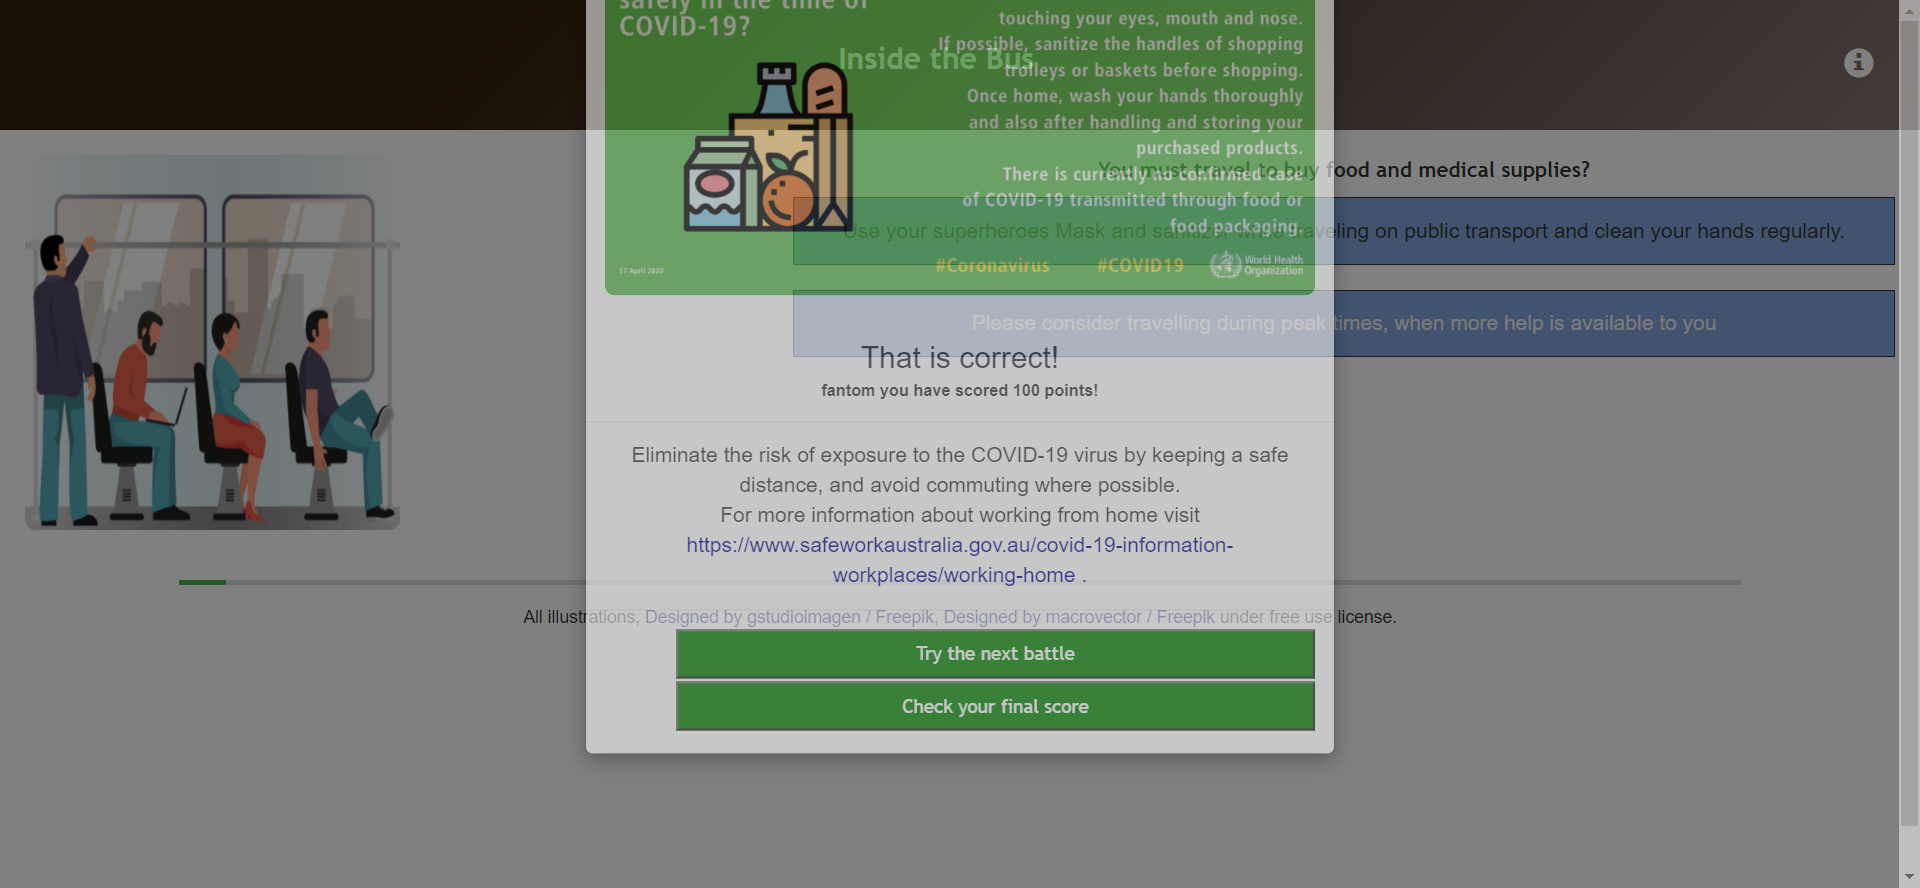 safely in the time of
COVID-19?
touching your eyes, mouth and nose.
If possible, sanitize the handles of shopping
trolleys or baskets before shopping.
Once home, wash your hands thoroughly
and also after handling and storing your
purchased products.
There is currently no confirmed case
of COVID-19 transmitted through food or
food packaging.
17 April 2020
#Coronavirus #COVID19 World Health
Organization
Inside the Bus
You must travel to buy food and medical supplies?
Use your superheroes Mask and sanitizer while traveling on public transport and clean your hands regularly.
Please consider travelling during peak times, when more help is available to you
That is correct!
fantom you have scored 100 points!
Eliminate the risk of exposure to the COVID-19 virus by keeping a safe
distance, and avoid commuting where possible.
For more information about working from home visit
https://www.safeworkaustralia.gov.au/covid-19-information-
workplaces/working-home .
All illustrations, Designed by gstudioimagen / Freepik, Designed by macrovector / Freepik under free use license.
Try the next battle
Check your final score